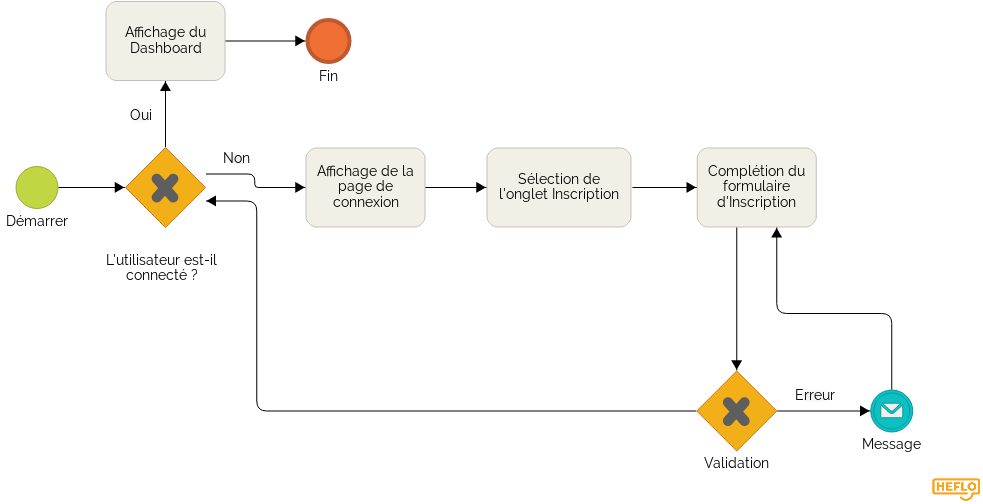 Affichage du
Dashboard
Fin
Oui
Non
Démarrer
L'utilisateur est-il
connecté ?
Affichage de la
page de
connexion
Sélection de
l'onglet Inscription
Complétion du
formulaire
d'Inscription
Erreur
Message
Validation
HEFLO